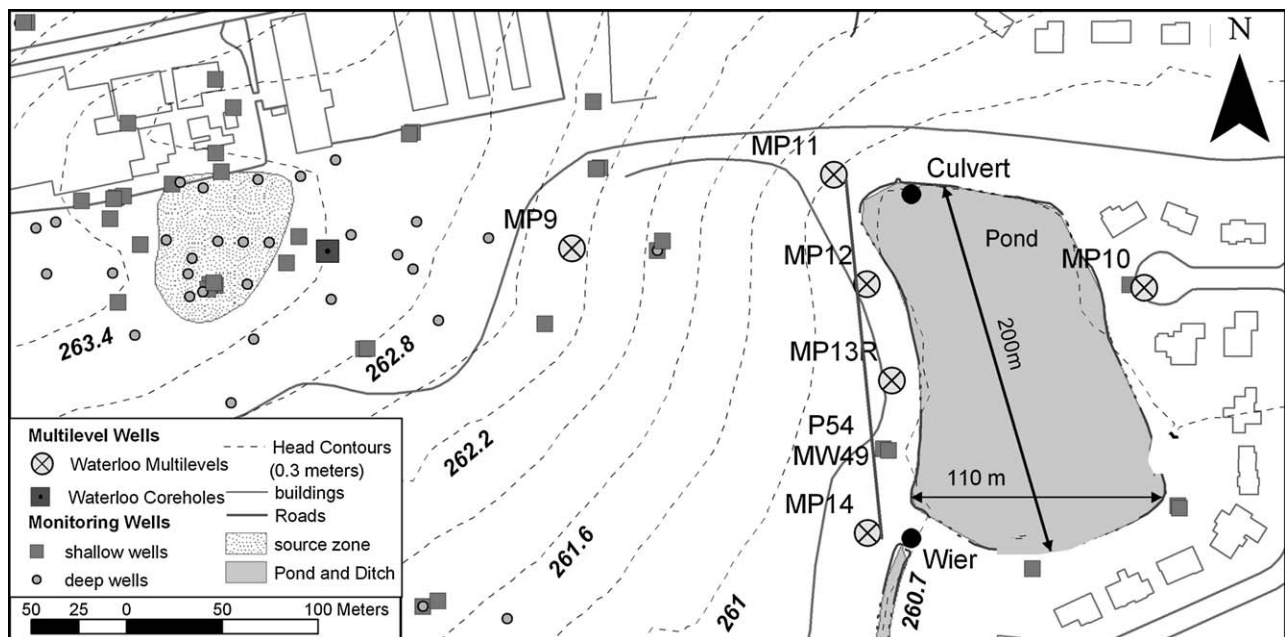 N
MP11
Culvert
MP9
Pond
MP10
MP12
200m
263.4
262.8
MP13R
P54
MW49
262.2
110 m
MP14
Wier
261.6
261
260.7
Multilevel Wells
Waterloo Multilevels
Waterloo Coreholes
Monitoring Wells
shallow wells
deep wells
Head Contours
(0.3 meters)
buildings
Roads
source zone
Pond and Ditch
50 25 0 50 100 Meters